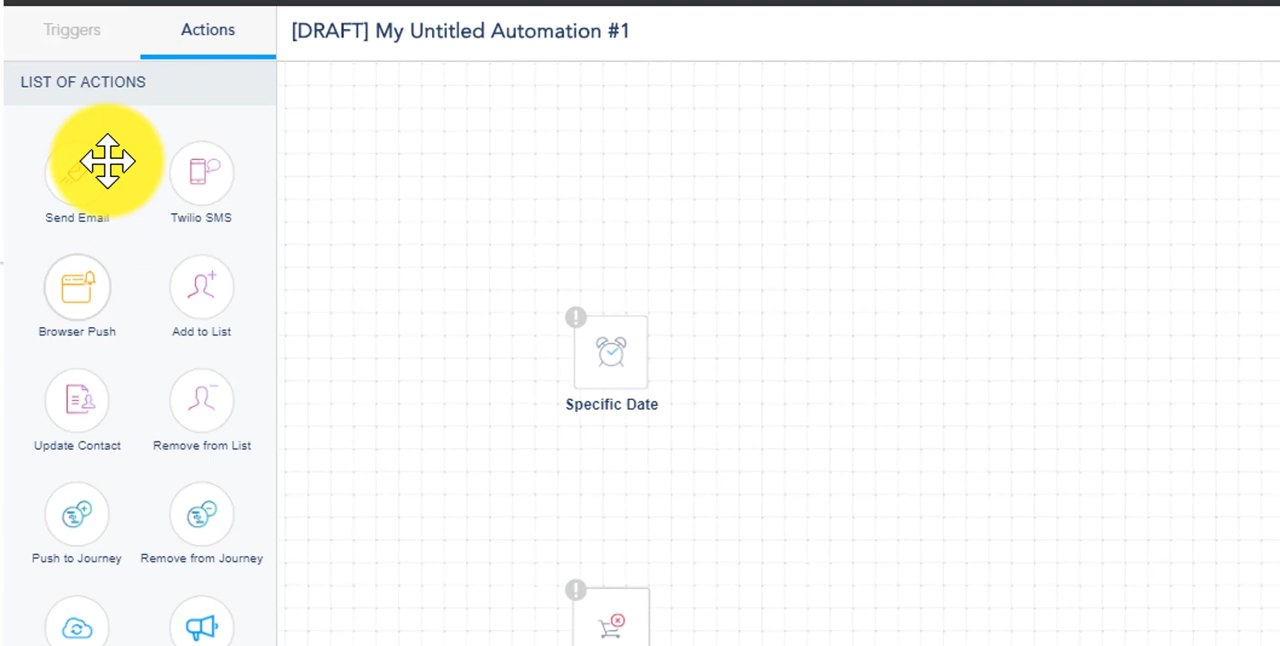 Triggers
Actions
[DRAFT] My Untitled Automation #1
LIST OF ACTIONS
Send Email
Twilio SMS
Browser Push
Add to List
Update Contact
Remove from List
Push to Journey
Remove from Journey
!
Specific Date
!